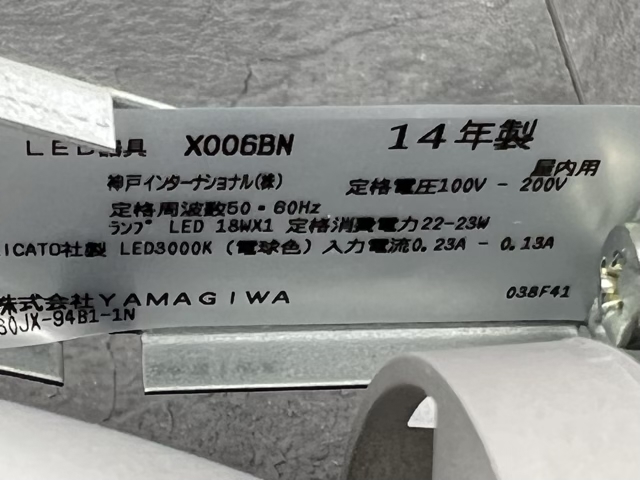 LED器具 X006BN 14年製
屋内用
神戸インターナショナル(株) 定格電圧100V - 200V
定格周波数50・60Hz
ランプ LED 18WX1 定格消費電力22-23W
ICATO社製 LED3000K (電球色) 入力電流0.23A - 0.13A
株式会社YAMAGIWA 038F41
S0JX-94B1-1N